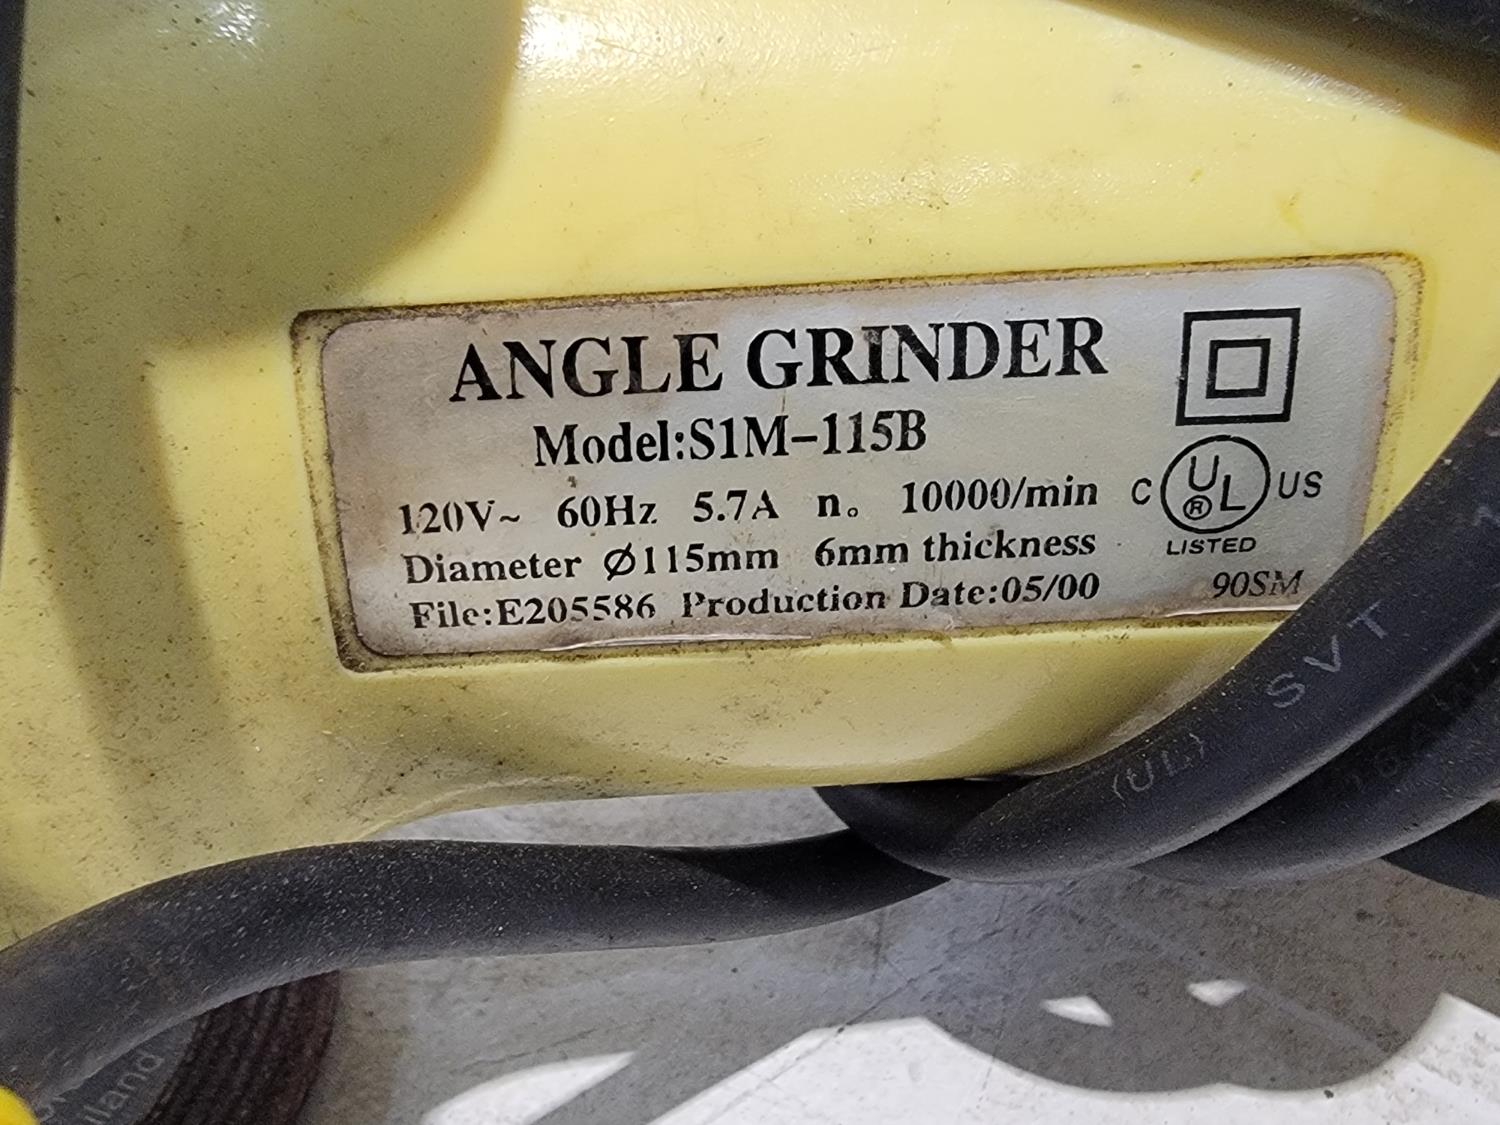 ANGLE GRINDER
Model:S1M-115B
120V~ 60Hz 5.7A n。 10000/min
Diameter Ø115mm 6mm thickness
File:E205586 Production Date:05/00
C UL® US
LISTED
90SM
SVT
(UL)